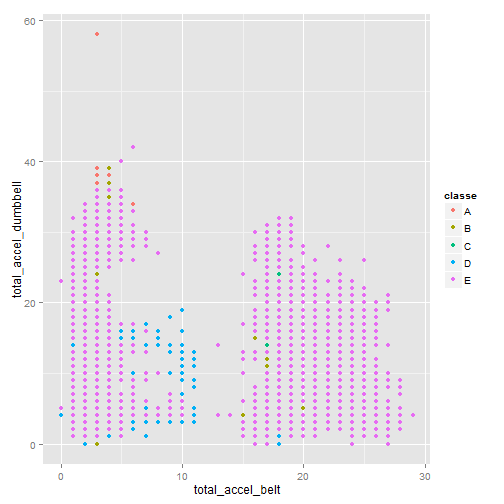 60
40
20
0
total_accel_dumbbell
0
10
20
30
total_accel_belt
classe
A
B
C
D
E